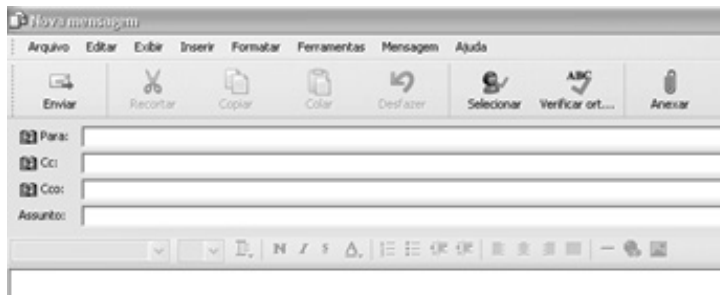 Nova mensagem
Arquivo Editar Exibir Inserir Formatar Ferramentas Mensagem Ajuda
ABC
Enviar Recortar Copiar Colar Desfazer Selecionar Verificar ort.... Anexar
Para:
Cc:
Cco:
Assunto:
N I S A